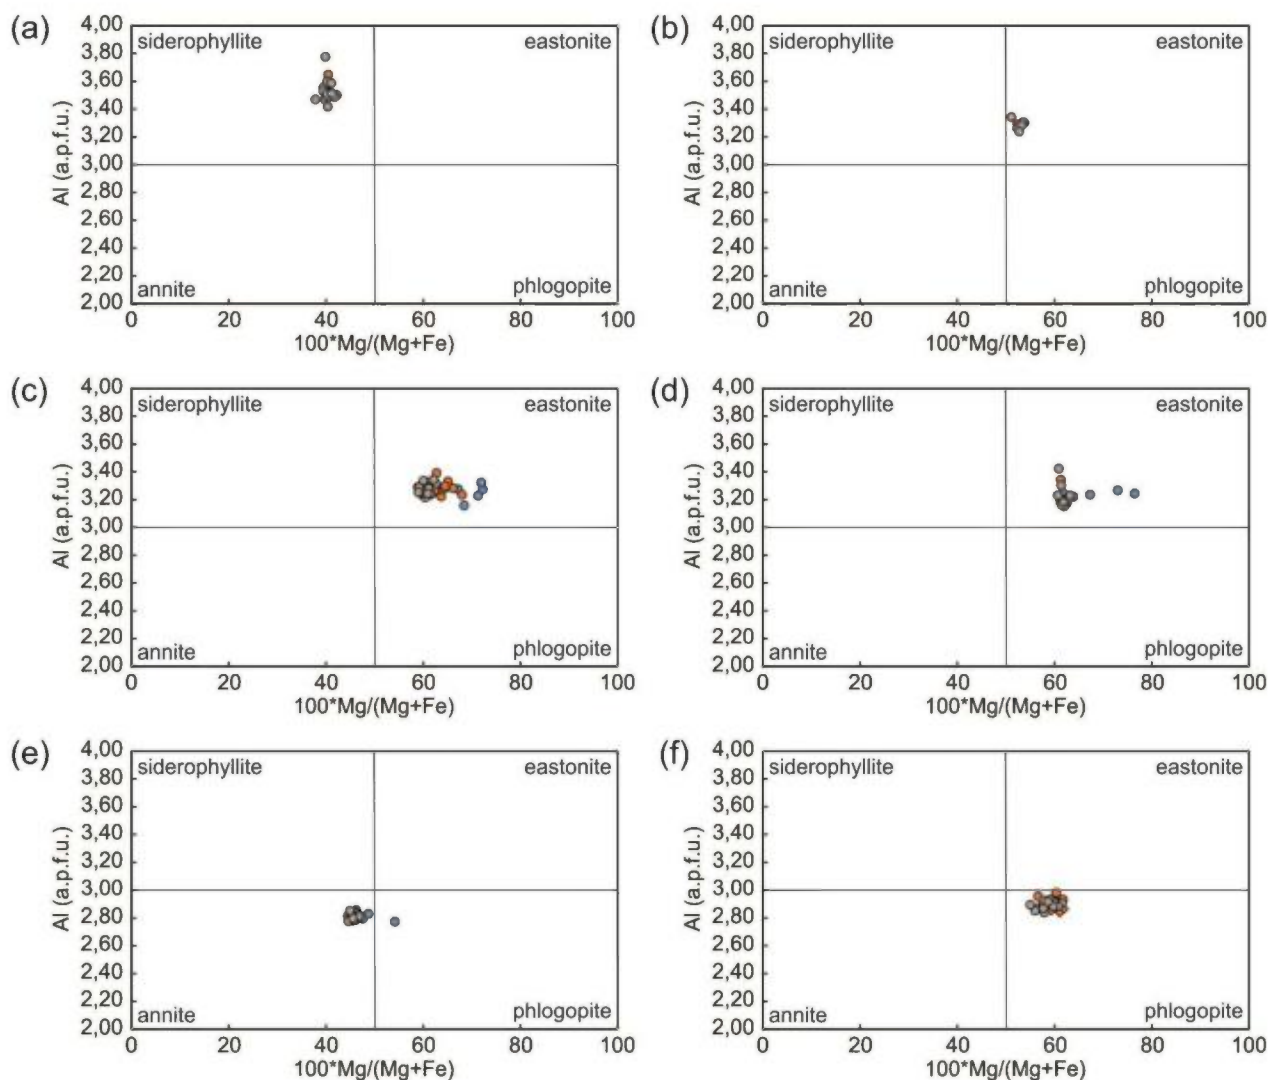 (a)
4,00
3,80
3,60
3,40
3,20
3,00
2,80
2,60
2,40
2,20
2,00
Al (a.p.f.u.)
siderophyllite eastonite
annite phlogopite
0 20 40 60 80 100
100*Mg/(Mg+Fe)
(b)
4,00
3,80
3,60
3,40
3,20
3,00
2,80
2,60
2,40
2,20
2,00
Al (a.p.f.u.)
siderophyllite eastonite
annite phlogopite
0 20 40 60 80 100
100*Mg/(Mg+Fe)
(c)
4,00
3,80
3,60
3,40
3,20
3,00
2,80
2,60
2,40
2,20
2,00
Al (a.p.f.u.)
siderophyllite eastonite
annite phlogopite
0 20 40 60 80 100
100*Mg/(Mg+Fe)
(d)
4,00
3,80
3,60
3,40
3,20
3,00
2,80
2,60
2,40
2,20
2,00
Al (a.p.f.u.)
siderophyllite eastonite
annite phlogopite
0 20 40 60 80 100
100*Mg/(Mg+Fe)
(e)
4,00
3,80
3,60
3,40
3,20
3,00
2,80
2,60
2,40
2,20
2,00
Al (a.p.f.u.)
siderophyllite eastonite
annite phlogopite
0 20 40 60 80 100
100*Mg/(Mg+Fe)
(f)
4,00
3,80
3,60
3,40
3,20
3,00
2,80
2,60
2,40
2,20
2,00
Al (a.p.f.u.)
siderophyllite eastonite
annite phlogopite
0 20 40 60 80 100
100*Mg/(Mg+Fe)